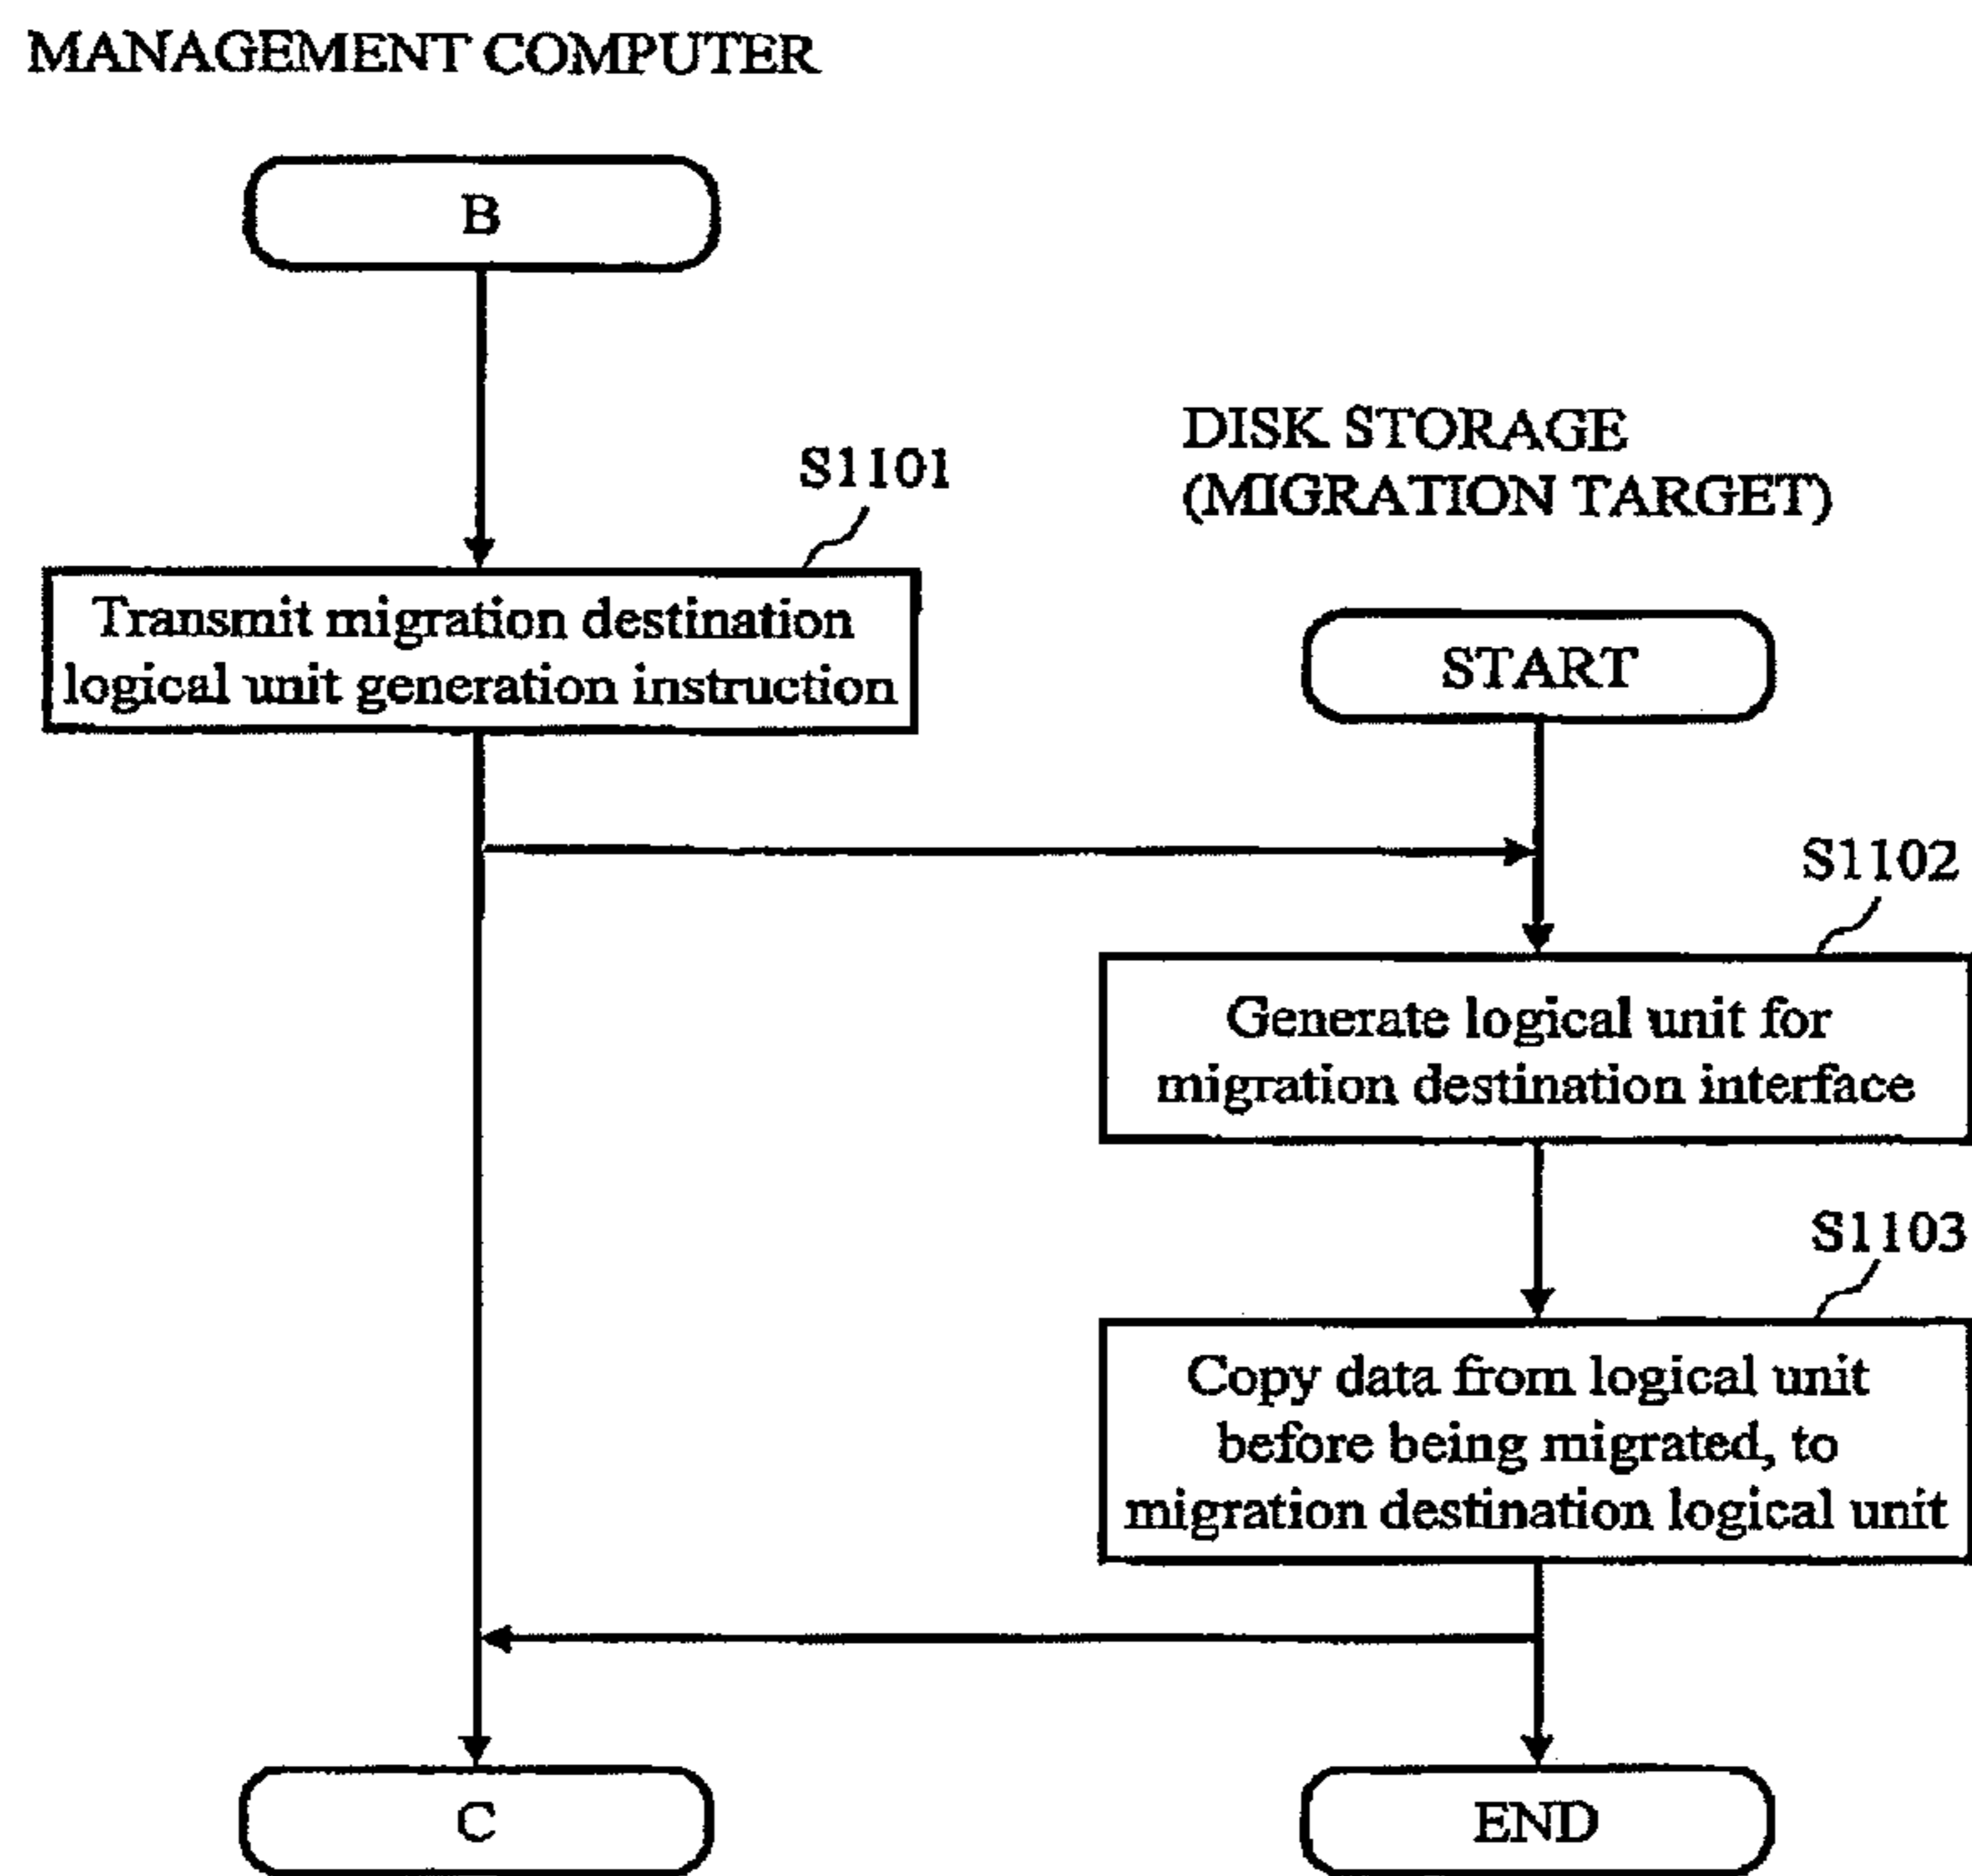 MANAGEMENT COMPUTER
B
S1101
Transmit migration destination
logical unit generation instruction
DISK STORAGE
(MIGRATION TARGET)
START
S1102
Generate logical unit for
migration destination interface
S1103
Copy data from logical unit
before being migrated, to
migration destination logical unit
C
END